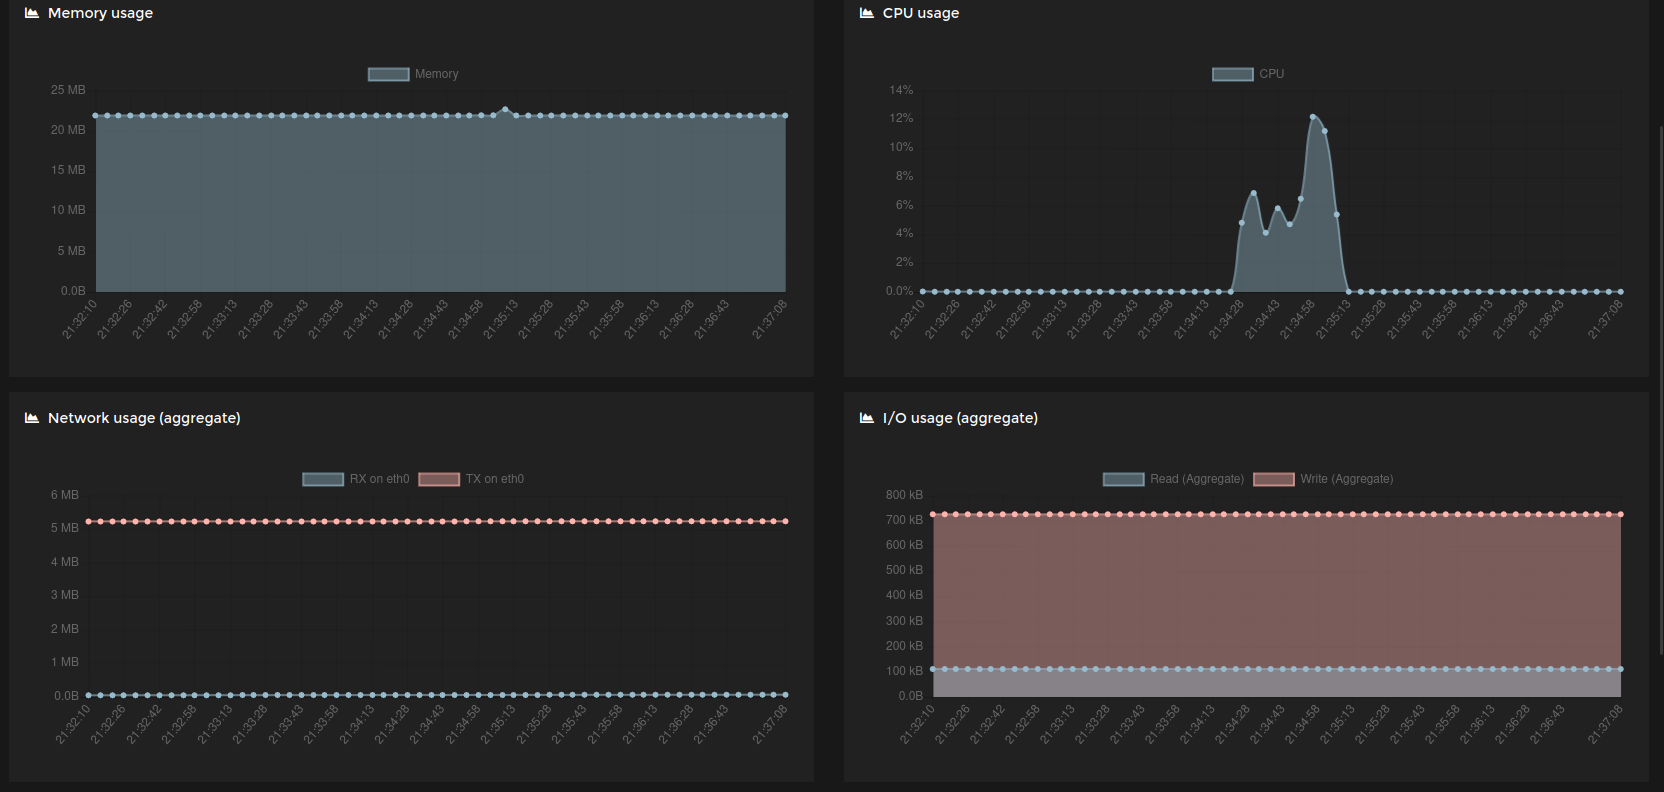 Memory usage
Memory
25 MB
20 MB
15 MB
10 MB
5 MB
0.0B
21:32:10
21:32:26
21:32:42
21:32:58
21:33:13
21:33:28
21:33:43
21:33:58
21:34:13
21:34:28
21:34:43
21:34:58
21:35:13
21:35:28
21:35:43
21:35:58
21:36:13
21:36:28
21:36:43
21:37:08
CPU usage
CPU
14%
12%
10%
8%
6%
4%
2%
0.0%
21:32:10
21:32:26
21:32:42
21:32:58
21:33:13
21:33:28
21:33:43
21:33:58
21:34:13
21:34:28
21:34:43
21:34:58
21:35:13
21:35:28
21:35:43
21:35:58
21:36:13
21:36:28
21:36:43
21:37:08
Network usage (aggregate)
RX on eth0 TX on eth0
6 MB
5 MB
4 MB
3 MB
2 MB
1 MB
0.0B
21:32:10
21:32:26
21:32:42
21:32:58
21:33:13
21:33:28
21:33:43
21:33:58
21:34:13
21:34:28
21:34:43
21:34:58
21:35:13
21:35:28
21:35:43
21:35:58
21:36:13
21:36:28
21:36:43
21:37:08
I/O usage (aggregate)
Read (Aggregate) Write (Aggregate)
800 kB
700 kB
600 kB
500 kB
400 kB
300 kB
200 kB
100 kB
0.0B
21:32:10
21:32:26
21:32:42
21:32:58
21:33:13
21:33:28
21:33:43
21:33:58
21:34:13
21:34:28
21:34:43
21:34:58
21:35:13
21:35:28
21:35:43
21:35:58
21:36:13
21:36:28
21:36:43
21:37:08